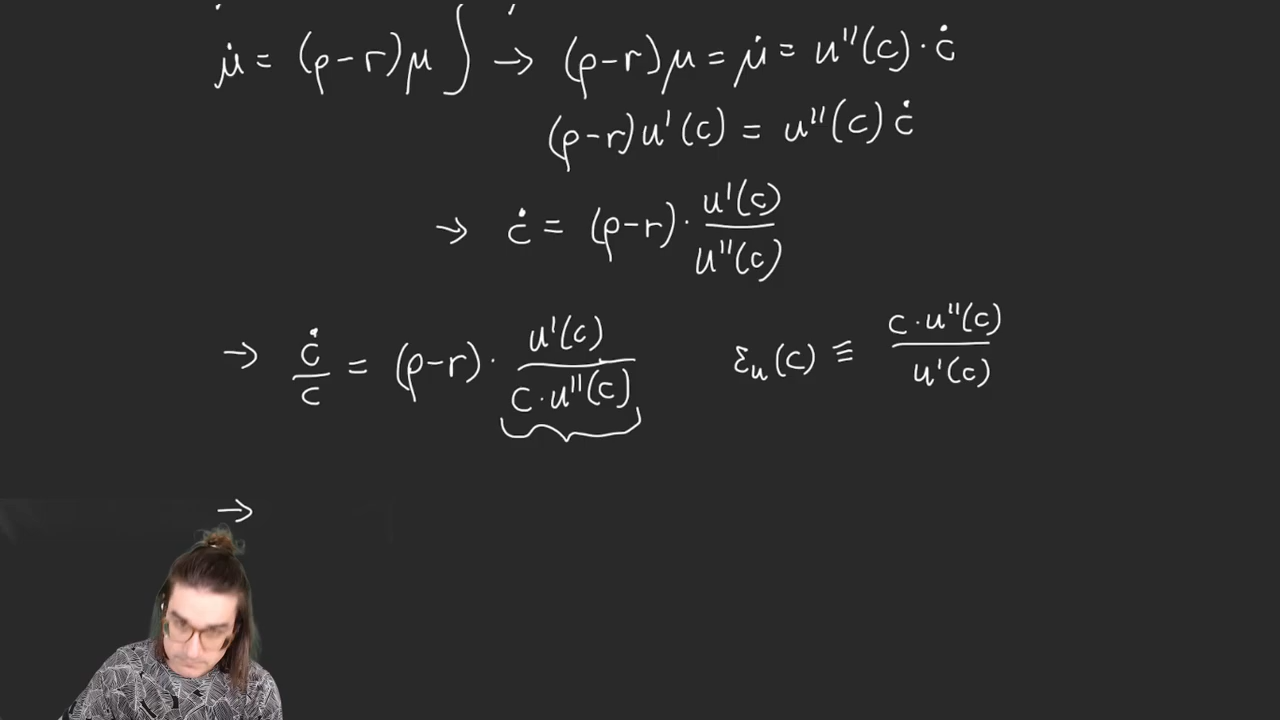 μ̇ = (ρ-r)μ } → (ρ-r)μ = μ̇ = u''(c)·ċ
(ρ-r)u'(c) = u''(c)ċ
→ ċ = (ρ-r)·u'(c)/u''(c)
→ ċ/c = (ρ-r)·u'(c)/(c·u''(c))
ε_u(c) ≡ c·u''(c)/u'(c)
→